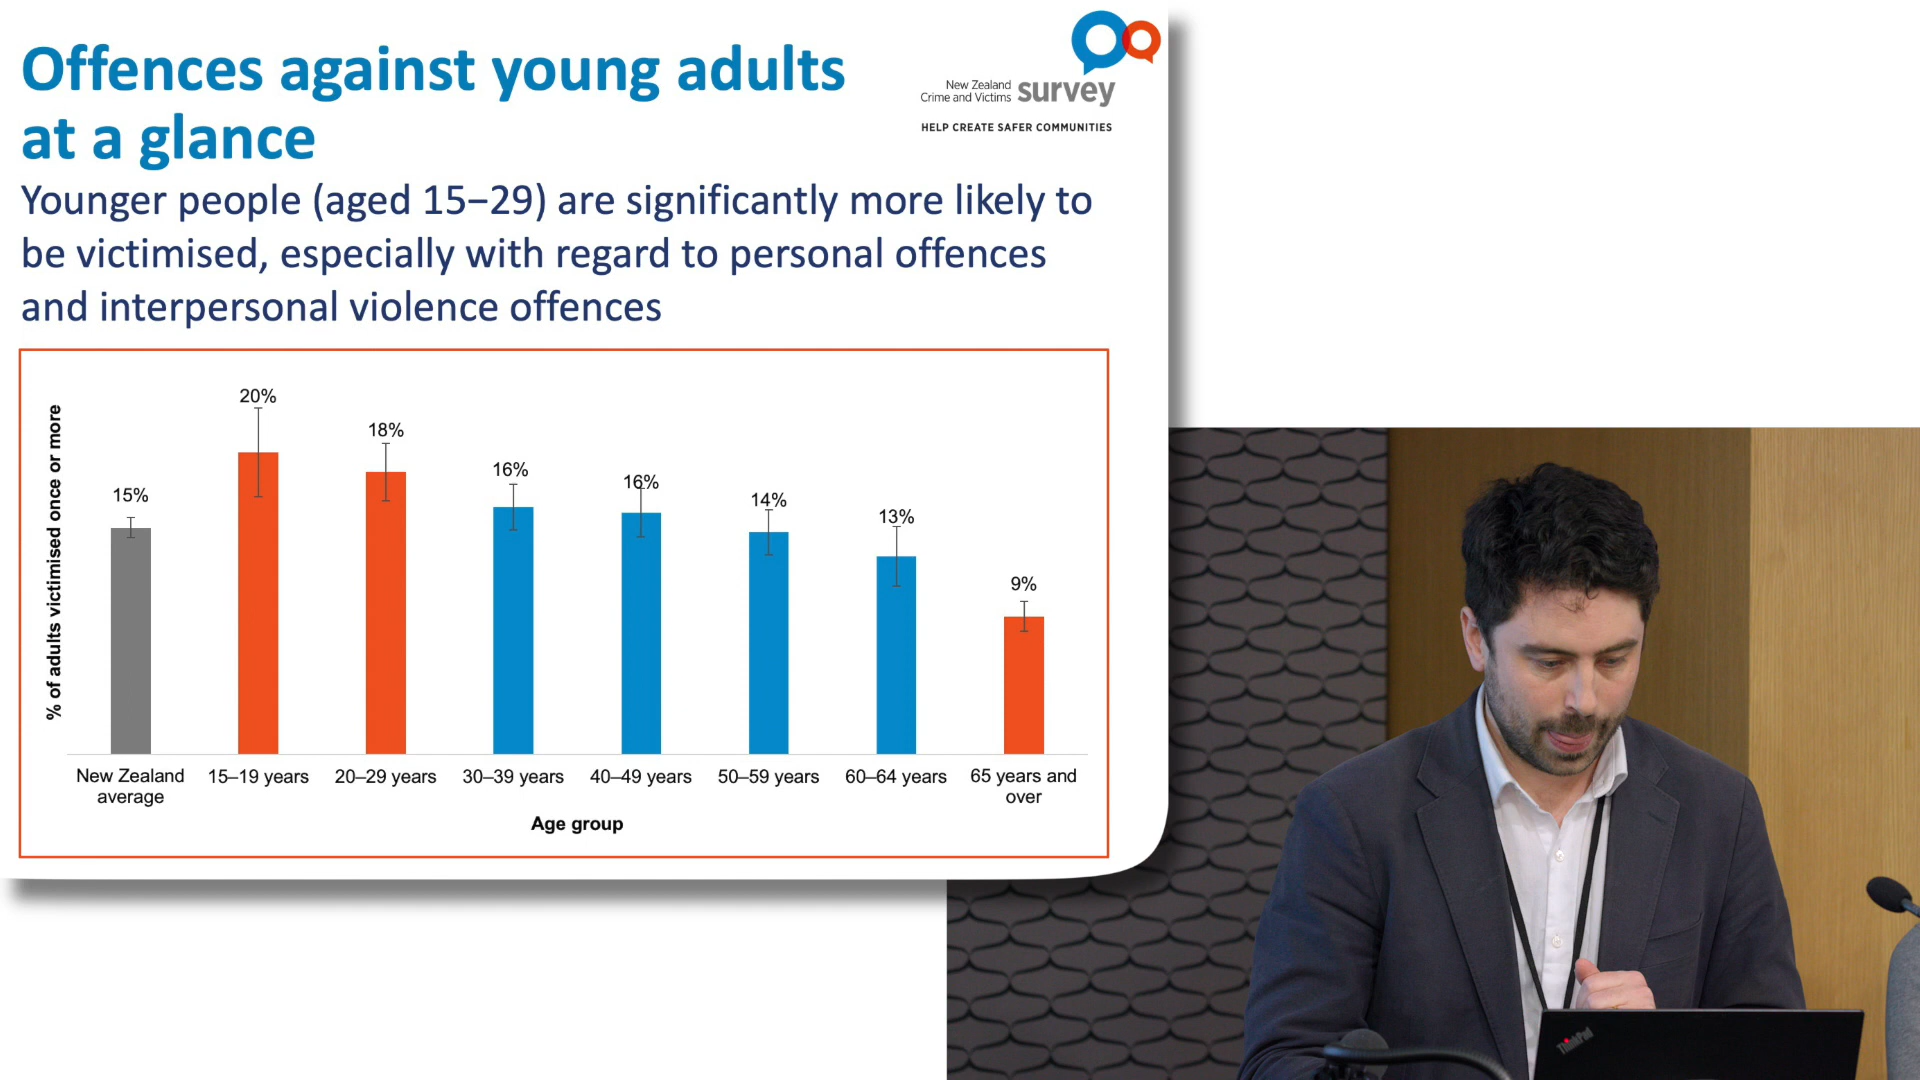 Offences against young adults
at a glance
New Zealand
Crime and Victims survey
HELP CREATE SAFER COMMUNITIES
Younger people (aged 15–29) are significantly more likely to
be victimised, especially with regard to personal offences
and interpersonal violence offences
% of adults victimised once or more
15%
20%
18%
16%
16%
14%
13%
9%
New Zealand average
15–19 years
20–29 years
30–39 years
40–49 years
50–59 years
60–64 years
65 years and over
Age group
ThinkPad